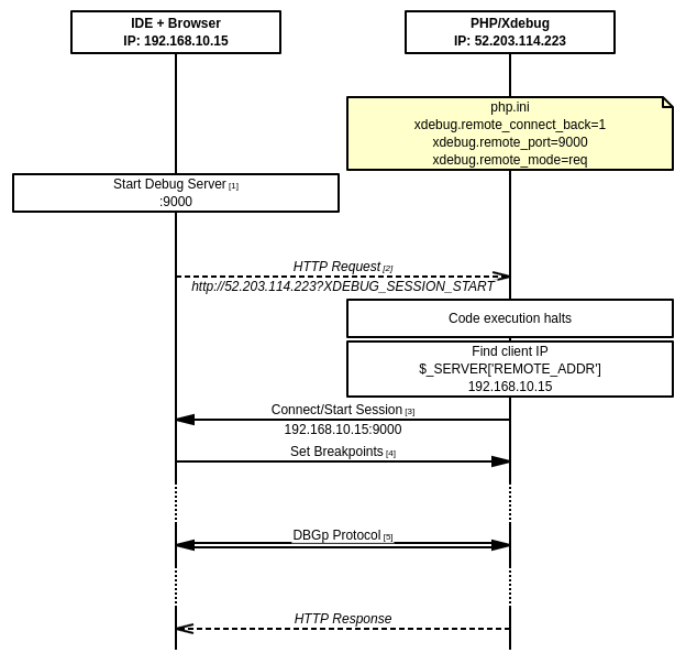 IDE + Browser
IP: 192.168.10.15
PHP/Xdebug
IP: 52.203.114.223
php.ini
xdebug.remote_connect_back=1
xdebug.remote_port=9000
xdebug.remote_mode=req
Start Debug Server [1]
:9000
HTTP Request [2]
http://52.203.114.223?XDEBUG_SESSION_START
Code execution halts
Find client IP
$_SERVER['REMOTE_ADDR']
192.168.10.15
Connect/Start Session [3]
192.168.10.15:9000
Set Breakpoints [4]
DBGp Protocol [5]
HTTP Response